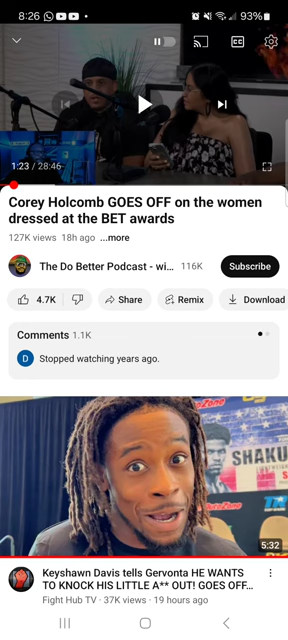 8:26
93%
1:23 / 28:46
Corey Holcomb GOES OFF on the women
dressed at the BET awards
127K views 18h ago ...more
The Do Better Podcast - wi... 116K
Subscribe
4.7K
Share
Remix
Download
Comments 1.1K
D
Stopped watching years ago.
SHAKU
5:32
Keyshawn Davis tells Gervonta HE WANTS
TO KNOCK HIS LITTLE A** OUT! GOES OFF...
Fight Hub TV · 37K views · 19 hours ago